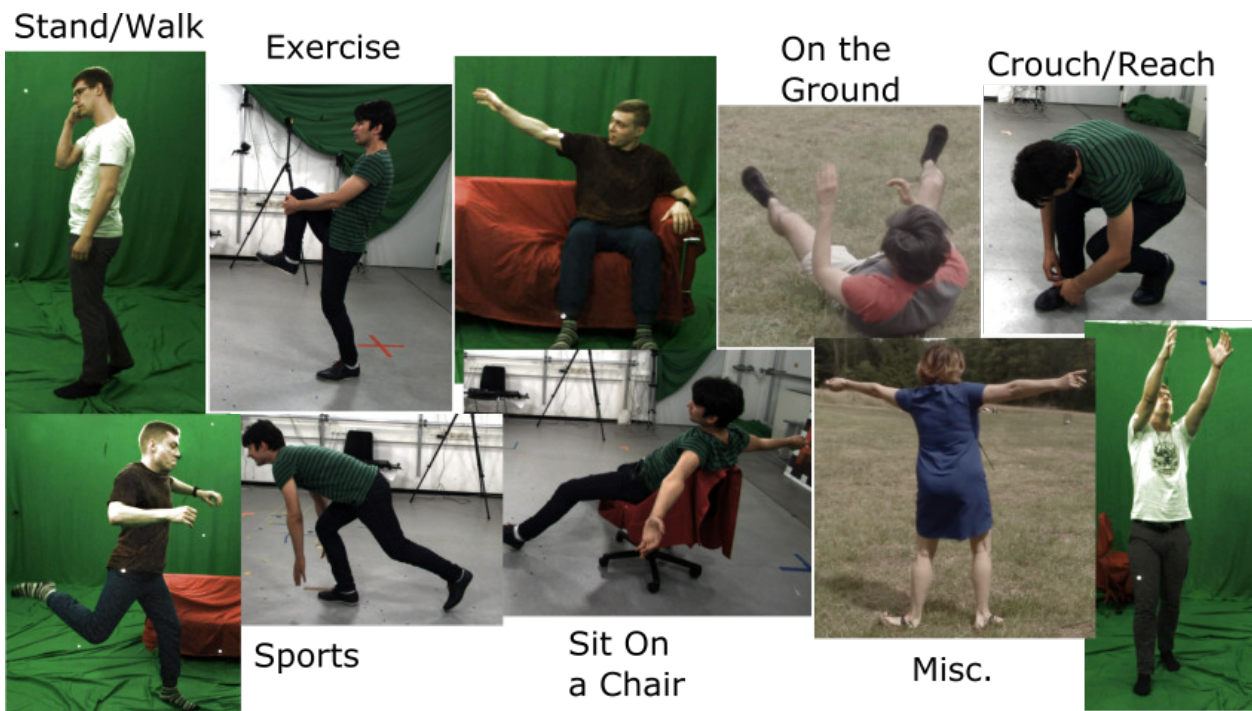 Stand/Walk
Exercise
On the
Ground
Crouch/Reach
Sports
Sit On
a Chair
Misc.